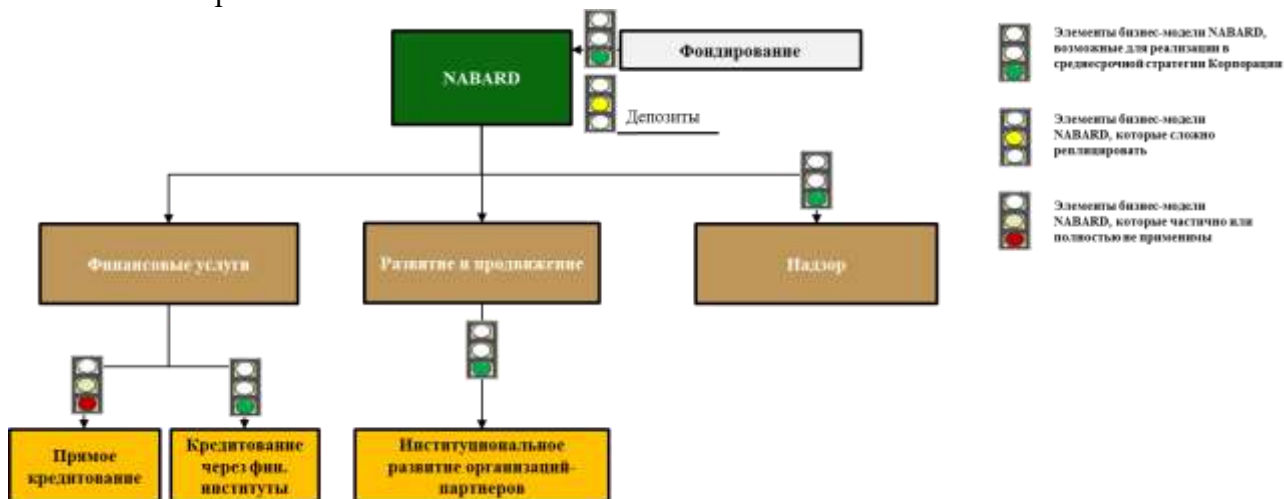 Фондирование
NABARD
Депозиты
Элементы бизнес-модели NABARD,
возможные для реализации в
среднесрочной стратегии Корпорации
Элементы бизнес-модели
NABARD, которые сложно
реплицировать
Элементы бизнес-модели
NABARD, которые частично или
полностью не применимы
Финансовые услуги
Развитие и продвижение
Надзор
Прямое
кредитование
Кредитование
через фин.
институты
Институциональное
развитие организаций-
партнеров